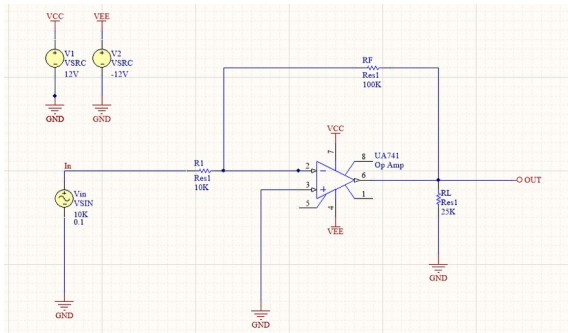 VCC
VEE
V1
VSRC
12V
V2
VSRC
-12V
GND
GND
RF
Res1
100K
VCC
7
8
UA741
Op Amp
In
R1
Res1
10K
2
3
6
5
4
1
VEE
OUT
RL
Res1
25K
Vin
VSIN
10K
0.1
GND
GND
GND